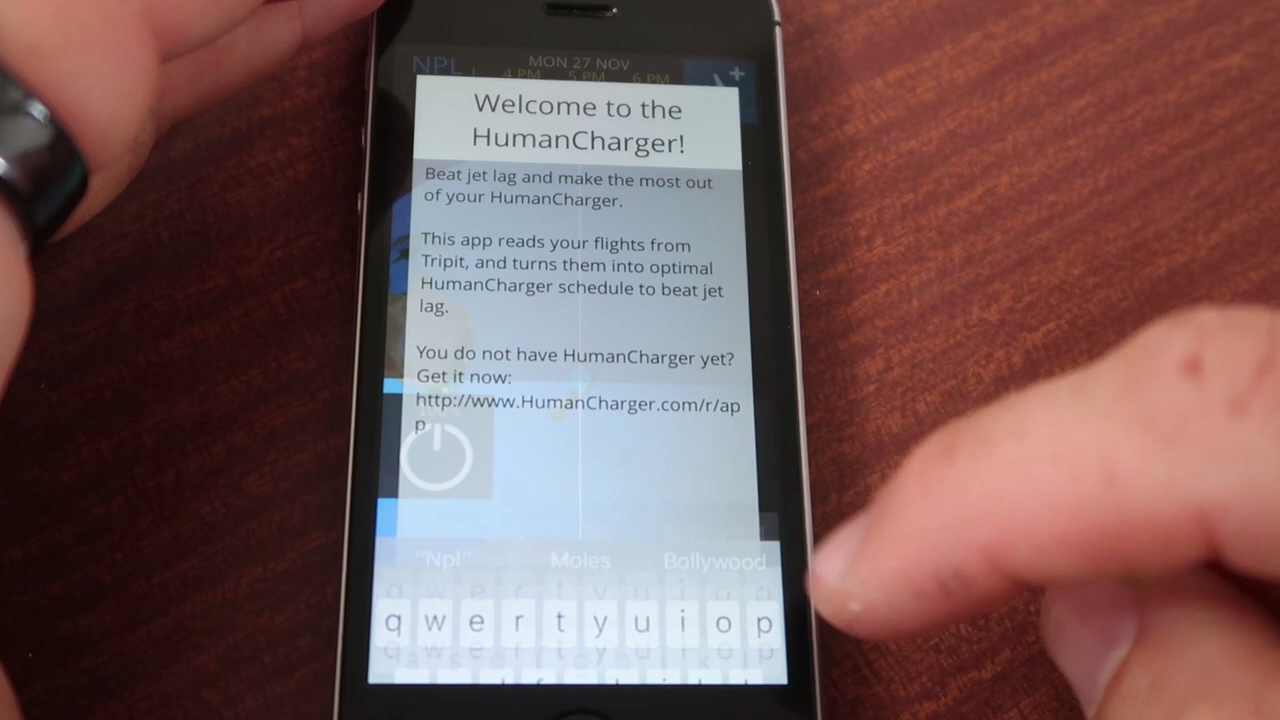 NPL
MON 27 NOV
4 PM 5 PM 6 PM
Welcome to the
HumanCharger!
Beat jet lag and make the most out
of your HumanCharger.
This app reads your flights from
Tripit, and turns them into optimal
HumanCharger schedule to beat jet
lag.
You do not have HumanCharger yet?
Get it now:
http://www.HumanCharger.com/r/ap
p
"Npl" Moles Bollywood
q w e r t y u i o p